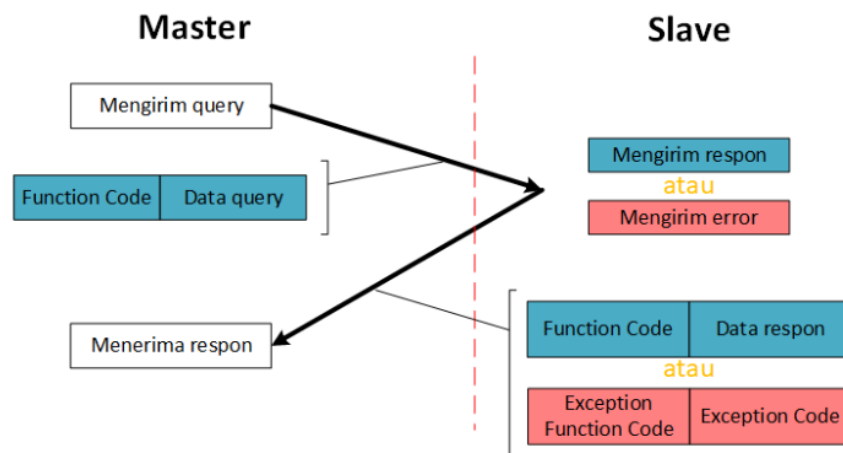 Master
Slave
Mengirim query
Mengirim respon
atau
Mengirim error
Function Code
Data query
Menerima respon
Function Code
Data respon
atau
Exception
Function Code
Exception Code